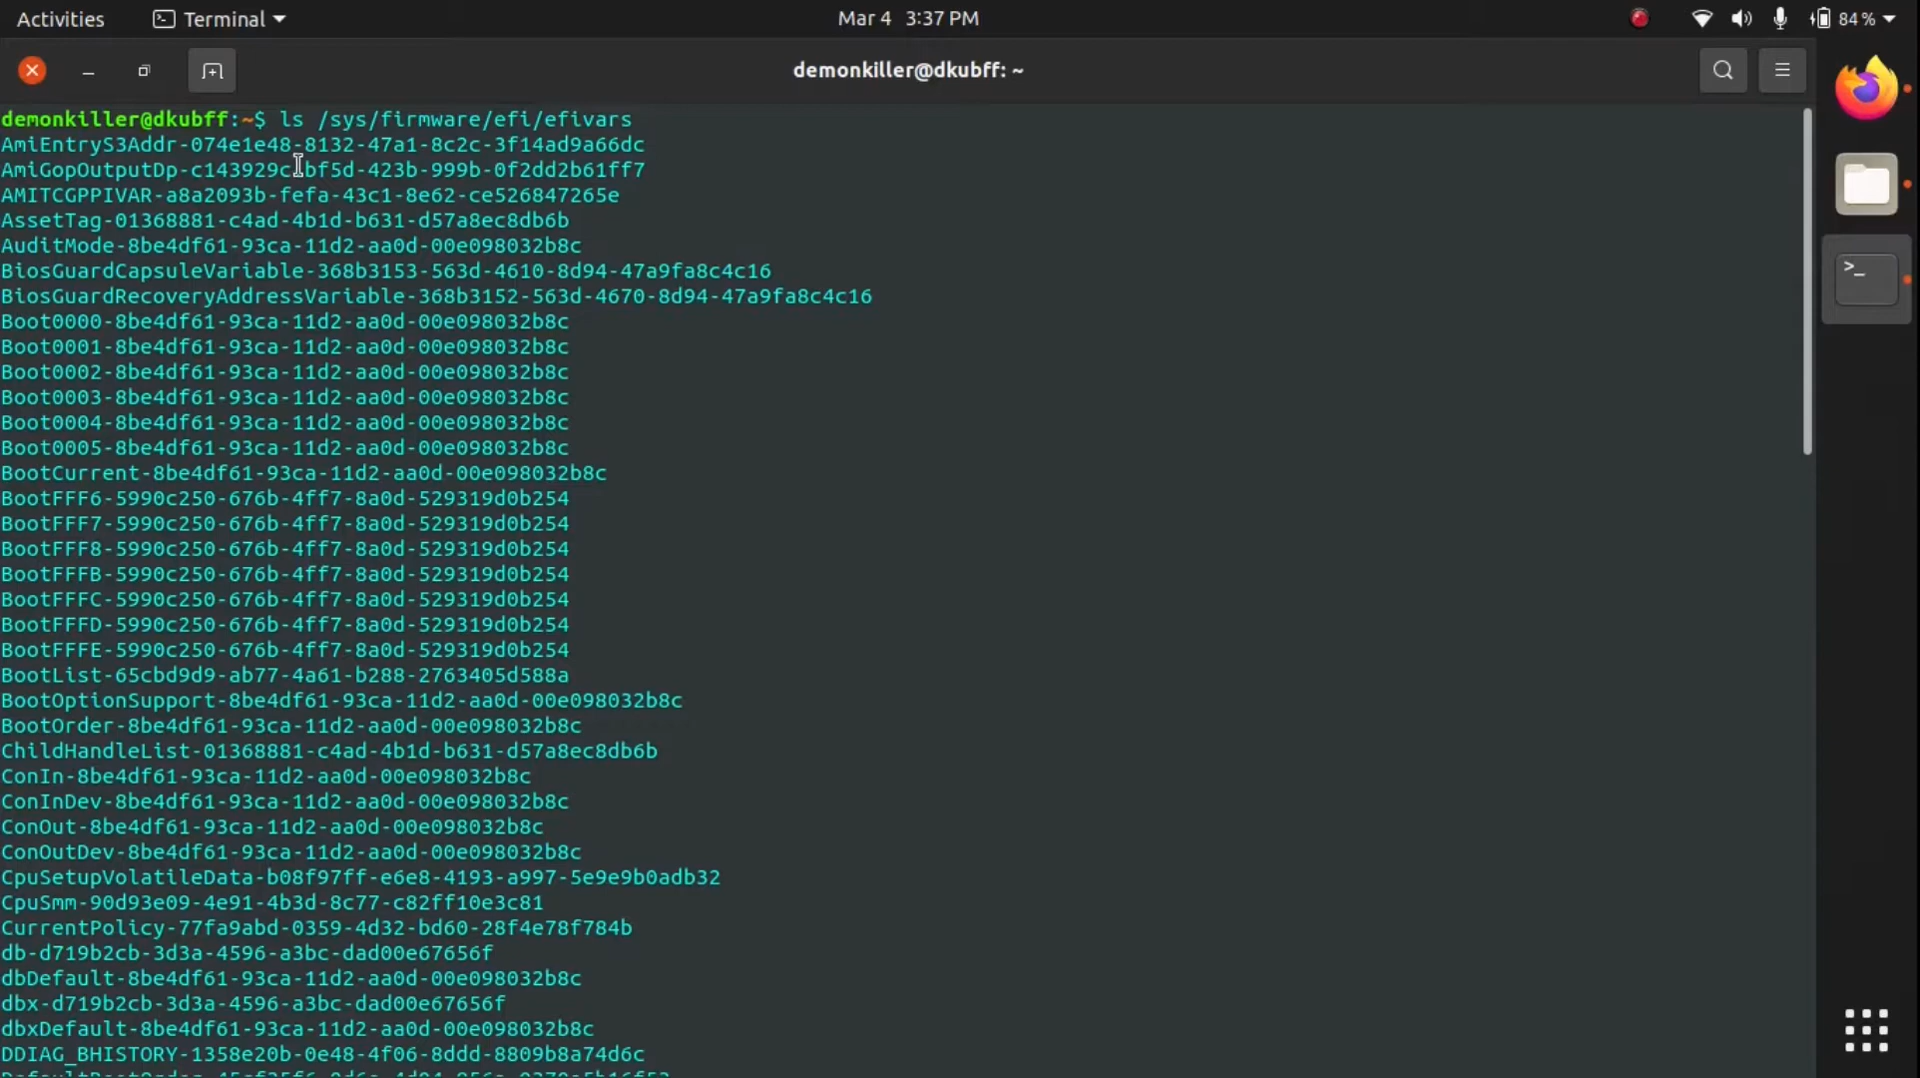 Activities Terminal Mar 4 3:37 PM 84 %
demonkiller@dkubff: ~
demonkiller@dkubff:~$ ls /sys/firmware/efi/efivars
AmiEntryS3Addr-074e1e48-8132-47a1-8c2c-3f14ad9a66dc
AmiGopOutputDp-c143929c-bf5d-423b-999b-0f2dd2b61ff7
AMITCGPPIVAR-a8a2093b-fefa-43c1-8e62-ce526847265e
AssetTag-01368881-c4ad-4b1d-b631-d57a8ec8db6b
AuditMode-8be4df61-93ca-11d2-aa0d-00e098032b8c
BiosGuardCapsuleVariable-368b3153-563d-4610-8d94-47a9fa8c4c16
BiosGuardRecoveryAddressVariable-368b3152-563d-4670-8d94-47a9fa8c4c16
Boot0000-8be4df61-93ca-11d2-aa0d-00e098032b8c
Boot0001-8be4df61-93ca-11d2-aa0d-00e098032b8c
Boot0002-8be4df61-93ca-11d2-aa0d-00e098032b8c
Boot0003-8be4df61-93ca-11d2-aa0d-00e098032b8c
Boot0004-8be4df61-93ca-11d2-aa0d-00e098032b8c
Boot0005-8be4df61-93ca-11d2-aa0d-00e098032b8c
BootCurrent-8be4df61-93ca-11d2-aa0d-00e098032b8c
BootFFF6-5990c250-676b-4ff7-8a0d-529319d0b254
BootFFF7-5990c250-676b-4ff7-8a0d-529319d0b254
BootFFF8-5990c250-676b-4ff7-8a0d-529319d0b254
BootFFFB-5990c250-676b-4ff7-8a0d-529319d0b254
BootFFFC-5990c250-676b-4ff7-8a0d-529319d0b254
BootFFFD-5990c250-676b-4ff7-8a0d-529319d0b254
BootFFFE-5990c250-676b-4ff7-8a0d-529319d0b254
BootList-65cbd9d9-ab77-4a61-b288-2763405d588a
BootOptionSupport-8be4df61-93ca-11d2-aa0d-00e098032b8c
BootOrder-8be4df61-93ca-11d2-aa0d-00e098032b8c
ChildHandleList-01368881-c4ad-4b1d-b631-d57a8ec8db6b
ConIn-8be4df61-93ca-11d2-aa0d-00e098032b8c
ConInDev-8be4df61-93ca-11d2-aa0d-00e098032b8c
ConOut-8be4df61-93ca-11d2-aa0d-00e098032b8c
ConOutDev-8be4df61-93ca-11d2-aa0d-00e098032b8c
CpuSetupVolatileData-b08f97ff-e6e8-4193-a997-5e9e9b0adb32
CpuSmm-90d93e09-4e91-4b3d-8c77-c82ff10e3c81
CurrentPolicy-77fa9abd-0359-4d32-bd60-28f4e78f784b
db-d719b2cb-3d3a-4596-a3bc-dad00e67656f
dbDefault-8be4df61-93ca-11d2-aa0d-00e098032b8c
dbx-d719b2cb-3d3a-4596-a3bc-dad00e67656f
dbxDefault-8be4df61-93ca-11d2-aa0d-00e098032b8c
DDIAG_BHISTORY-1358e20b-0e48-4f06-8ddd-8809b8a74d6c